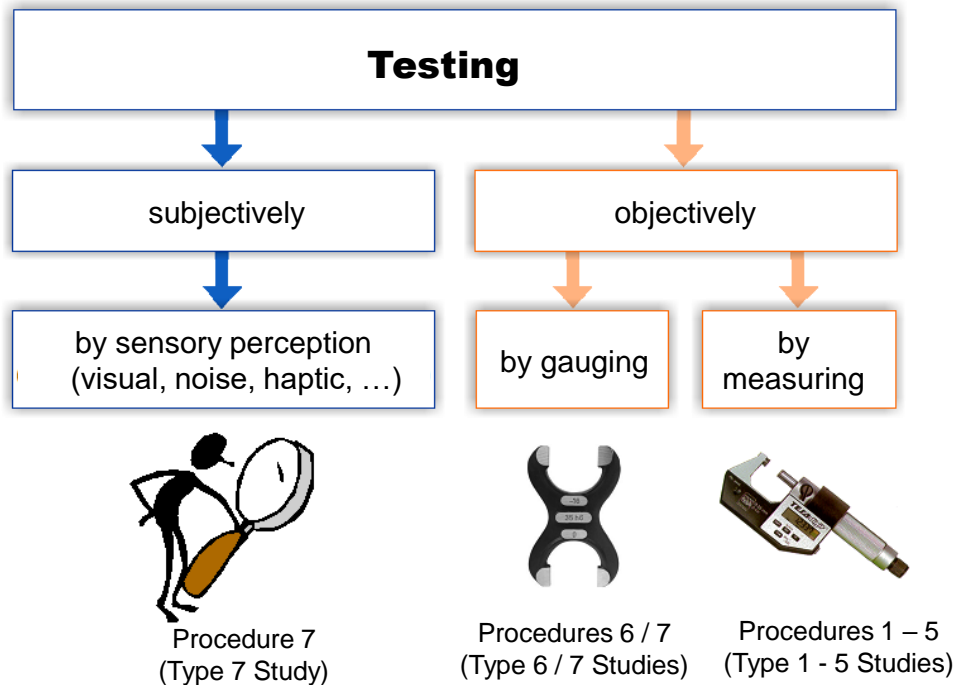 Testing
subjectively
objectively
by sensory perception
(visual, noise, haptic, …)
by gauging
by
measuring
Procedure 7
(Type 7 Study)
Procedures 6 / 7
(Type 6 / 7 Studies)
Procedures 1 – 5
(Type 1 - 5 Studies)